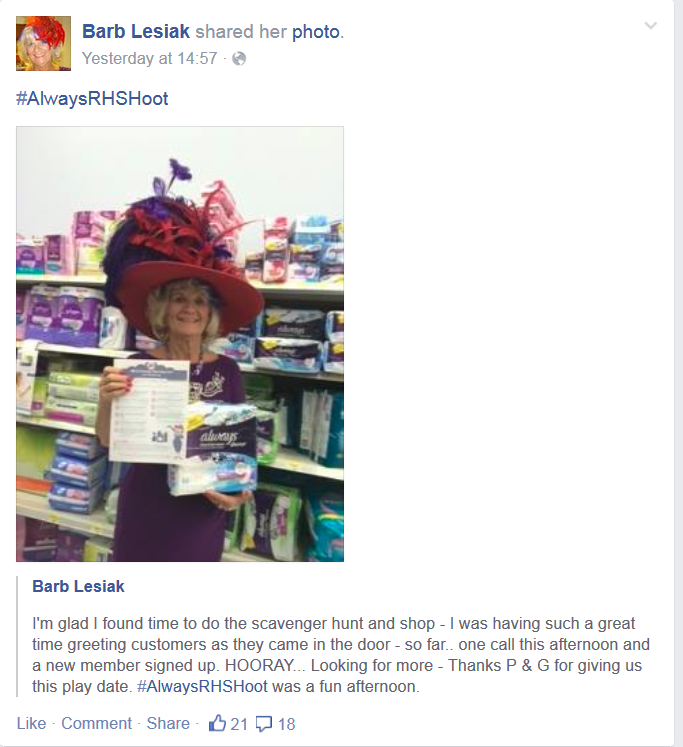 Barb Lesiak shared her photo.
Yesterday at 14:57 ·
#AlwaysRHSHoot
always
always
Barb Lesiak
I'm glad I found time to do the scavenger hunt and shop - I was having such a great
time greeting customers as they came in the door - so far.. one call this afternoon and
a new member signed up. HOORAY... Looking for more - Thanks P & G for giving us
this play date. #AlwaysRHSHoot was a fun afternoon.
Like · Comment · Share · 21 18